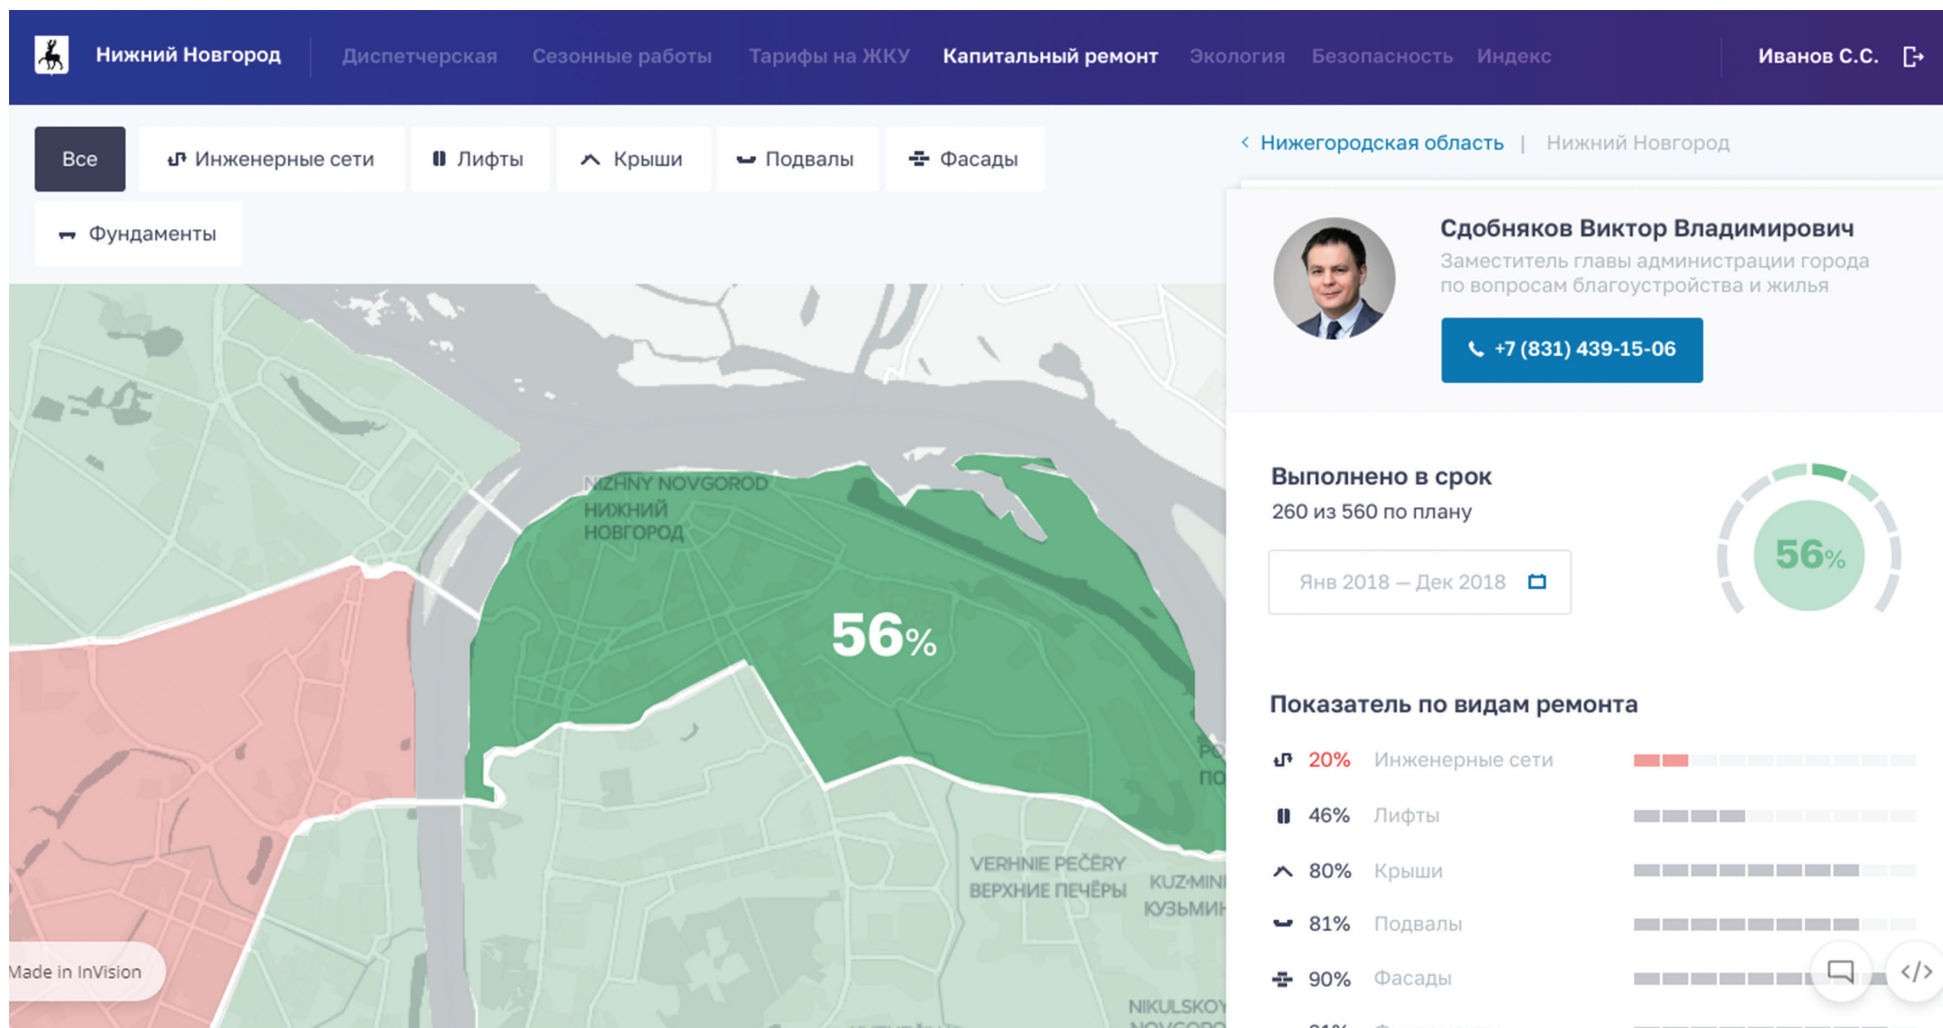 Нижний Новгород
Диспетчерская
Сезонные работы
Тарифы на ЖКУ
Капитальный ремонт
Экология
Безопасность
Индекс
Иванов С.С.
Все
Инженерные сети
Лифты
Крыши
Подвалы
Фасады
Фундаменты
< Нижегородская область | Нижний Новгород
Сдобняков Виктор Владимирович
Заместитель главы администрации города
по вопросам благоустройства и жилья
+7 (831) 439-15-06
NIZHNY NOVGOROD
НИЖНИЙ
НОВГОРОД
56%
VERHNIE PEČËRY
ВЕРХНИЕ ПЕЧЁРЫ
KUZ'MIN
КУЗЬМИН
NIKULSKOY
Made in InVision
Выполнено в срок
260 из 560 по плану
Янв 2018 — Дек 2018
56%
Показатель по видам ремонта
20% Инженерные сети
46% Лифты
80% Крыши
81% Подвалы
90% Фасады